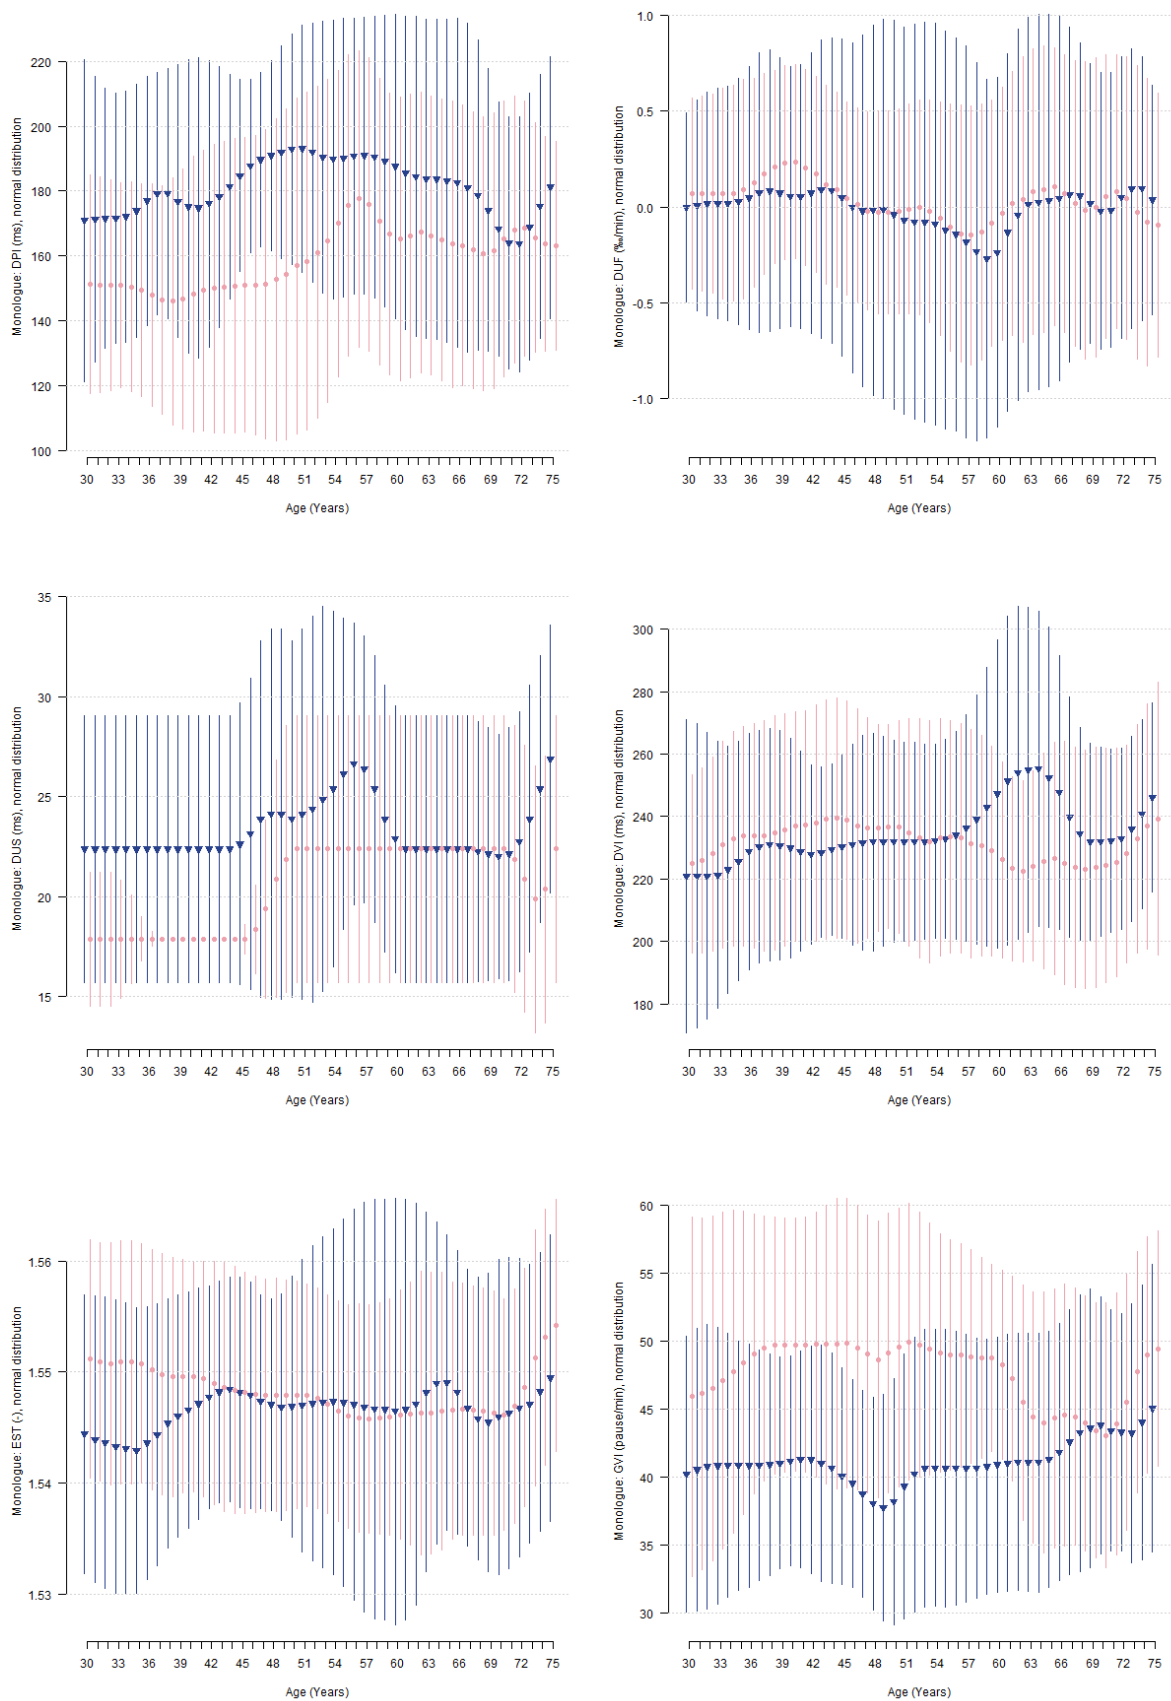 Monologue: DPI (ms), normal distribution
220
200
180
160
140
120
100
30 33 36 39 42 45 48 51 54 57 60 63 66 69 72 75
Age (Years)
Monologue: DUF (‰/min), normal distribution
1.0
0.5
0.0
-0.5
-1.0
30 33 36 39 42 45 48 51 54 57 60 63 66 69 72 75
Age (Years)
Monologue: DUS (ms), normal distribution
35
30
25
20
15
30 33 36 39 42 45 48 51 54 57 60 63 66 69 72 75
Age (Years)
Monologue: DVI (ms), normal distribution
300
280
260
240
220
200
180
30 33 36 39 42 45 48 51 54 57 60 63 66 69 72 75
Age (Years)
Monologue: EST (-), normal distribution
1.56
1.55
1.54
1.53
30 33 36 39 42 45 48 51 54 57 60 63 66 69 72 75
Age (Years)
Monologue: GVI (pause/min), normal distribution
60
55
50
45
40
35
30
30 33 36 39 42 45 48 51 54 57 60 63 66 69 72 75
Age (Years)